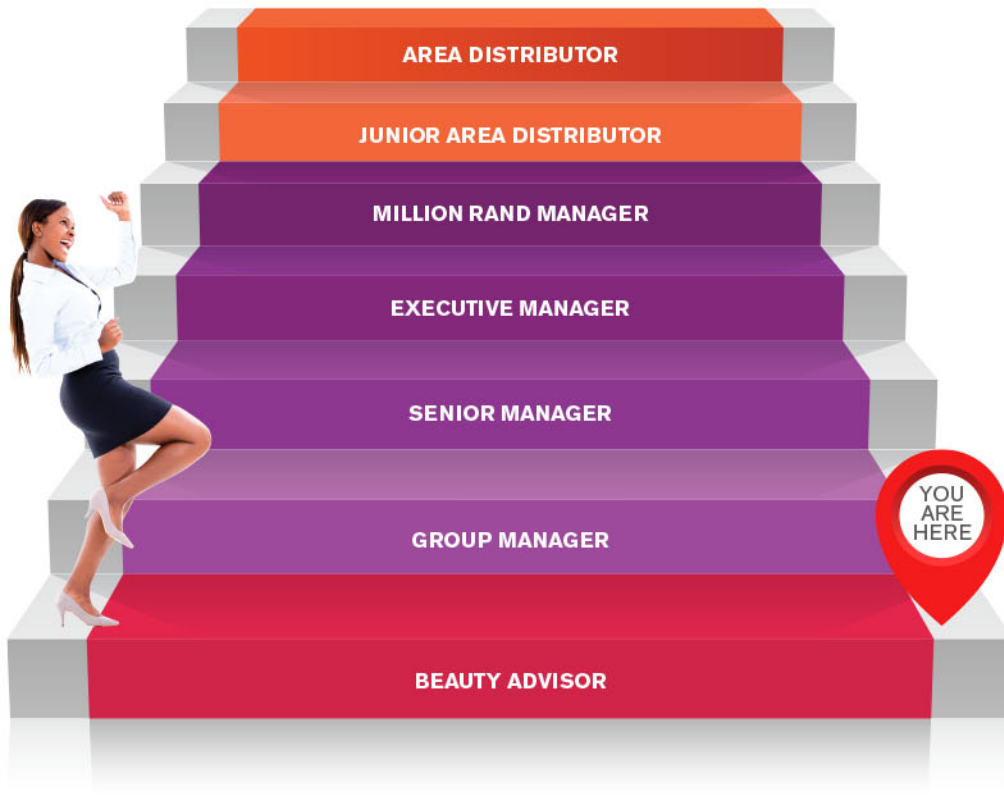 AREA DISTRIBUTOR
JUNIOR AREA DISTRIBUTOR
MILLION RAND MANAGER
EXECUTIVE MANAGER
SENIOR MANAGER
YOU
ARE
HERE
GROUP MANAGER
BEAUTY ADVISOR